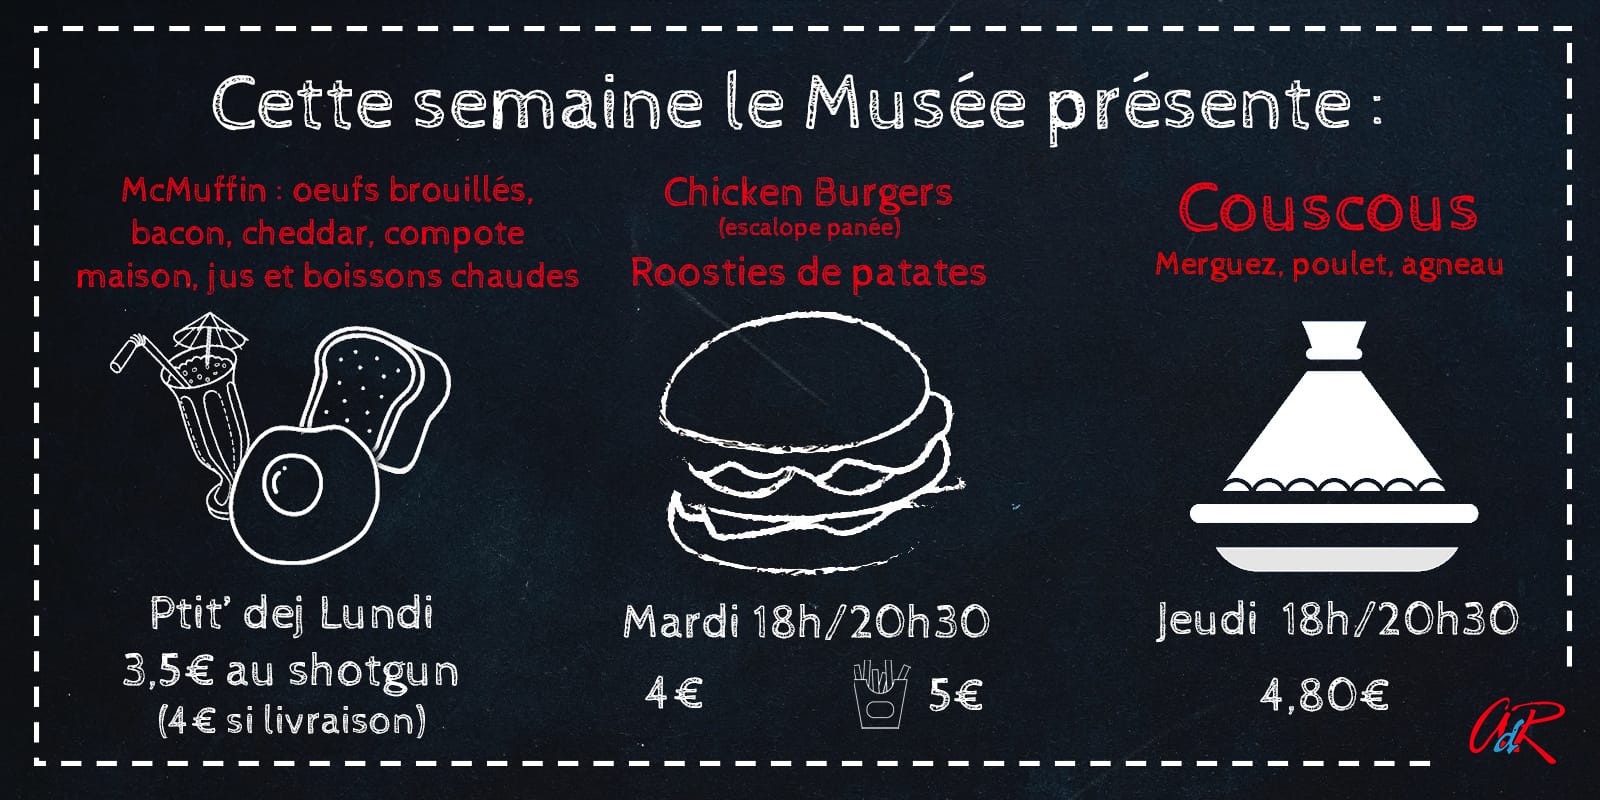 Cette semaine le Musée présente :
McMuffin : oeufs brouillés,
bacon, cheddar, compote
maison, jus et boissons chaudes
Ptit' dej Lundi
3,5€ au shotgun
(4€ si livraison)
Chicken Burgers
(escalope panée)
Roosties de patates
Mardi 18h/20h30
4€
5€
Couscous
Merguez, poulet, agneau
Jeudi 18h/20h30
4,80€
AdR